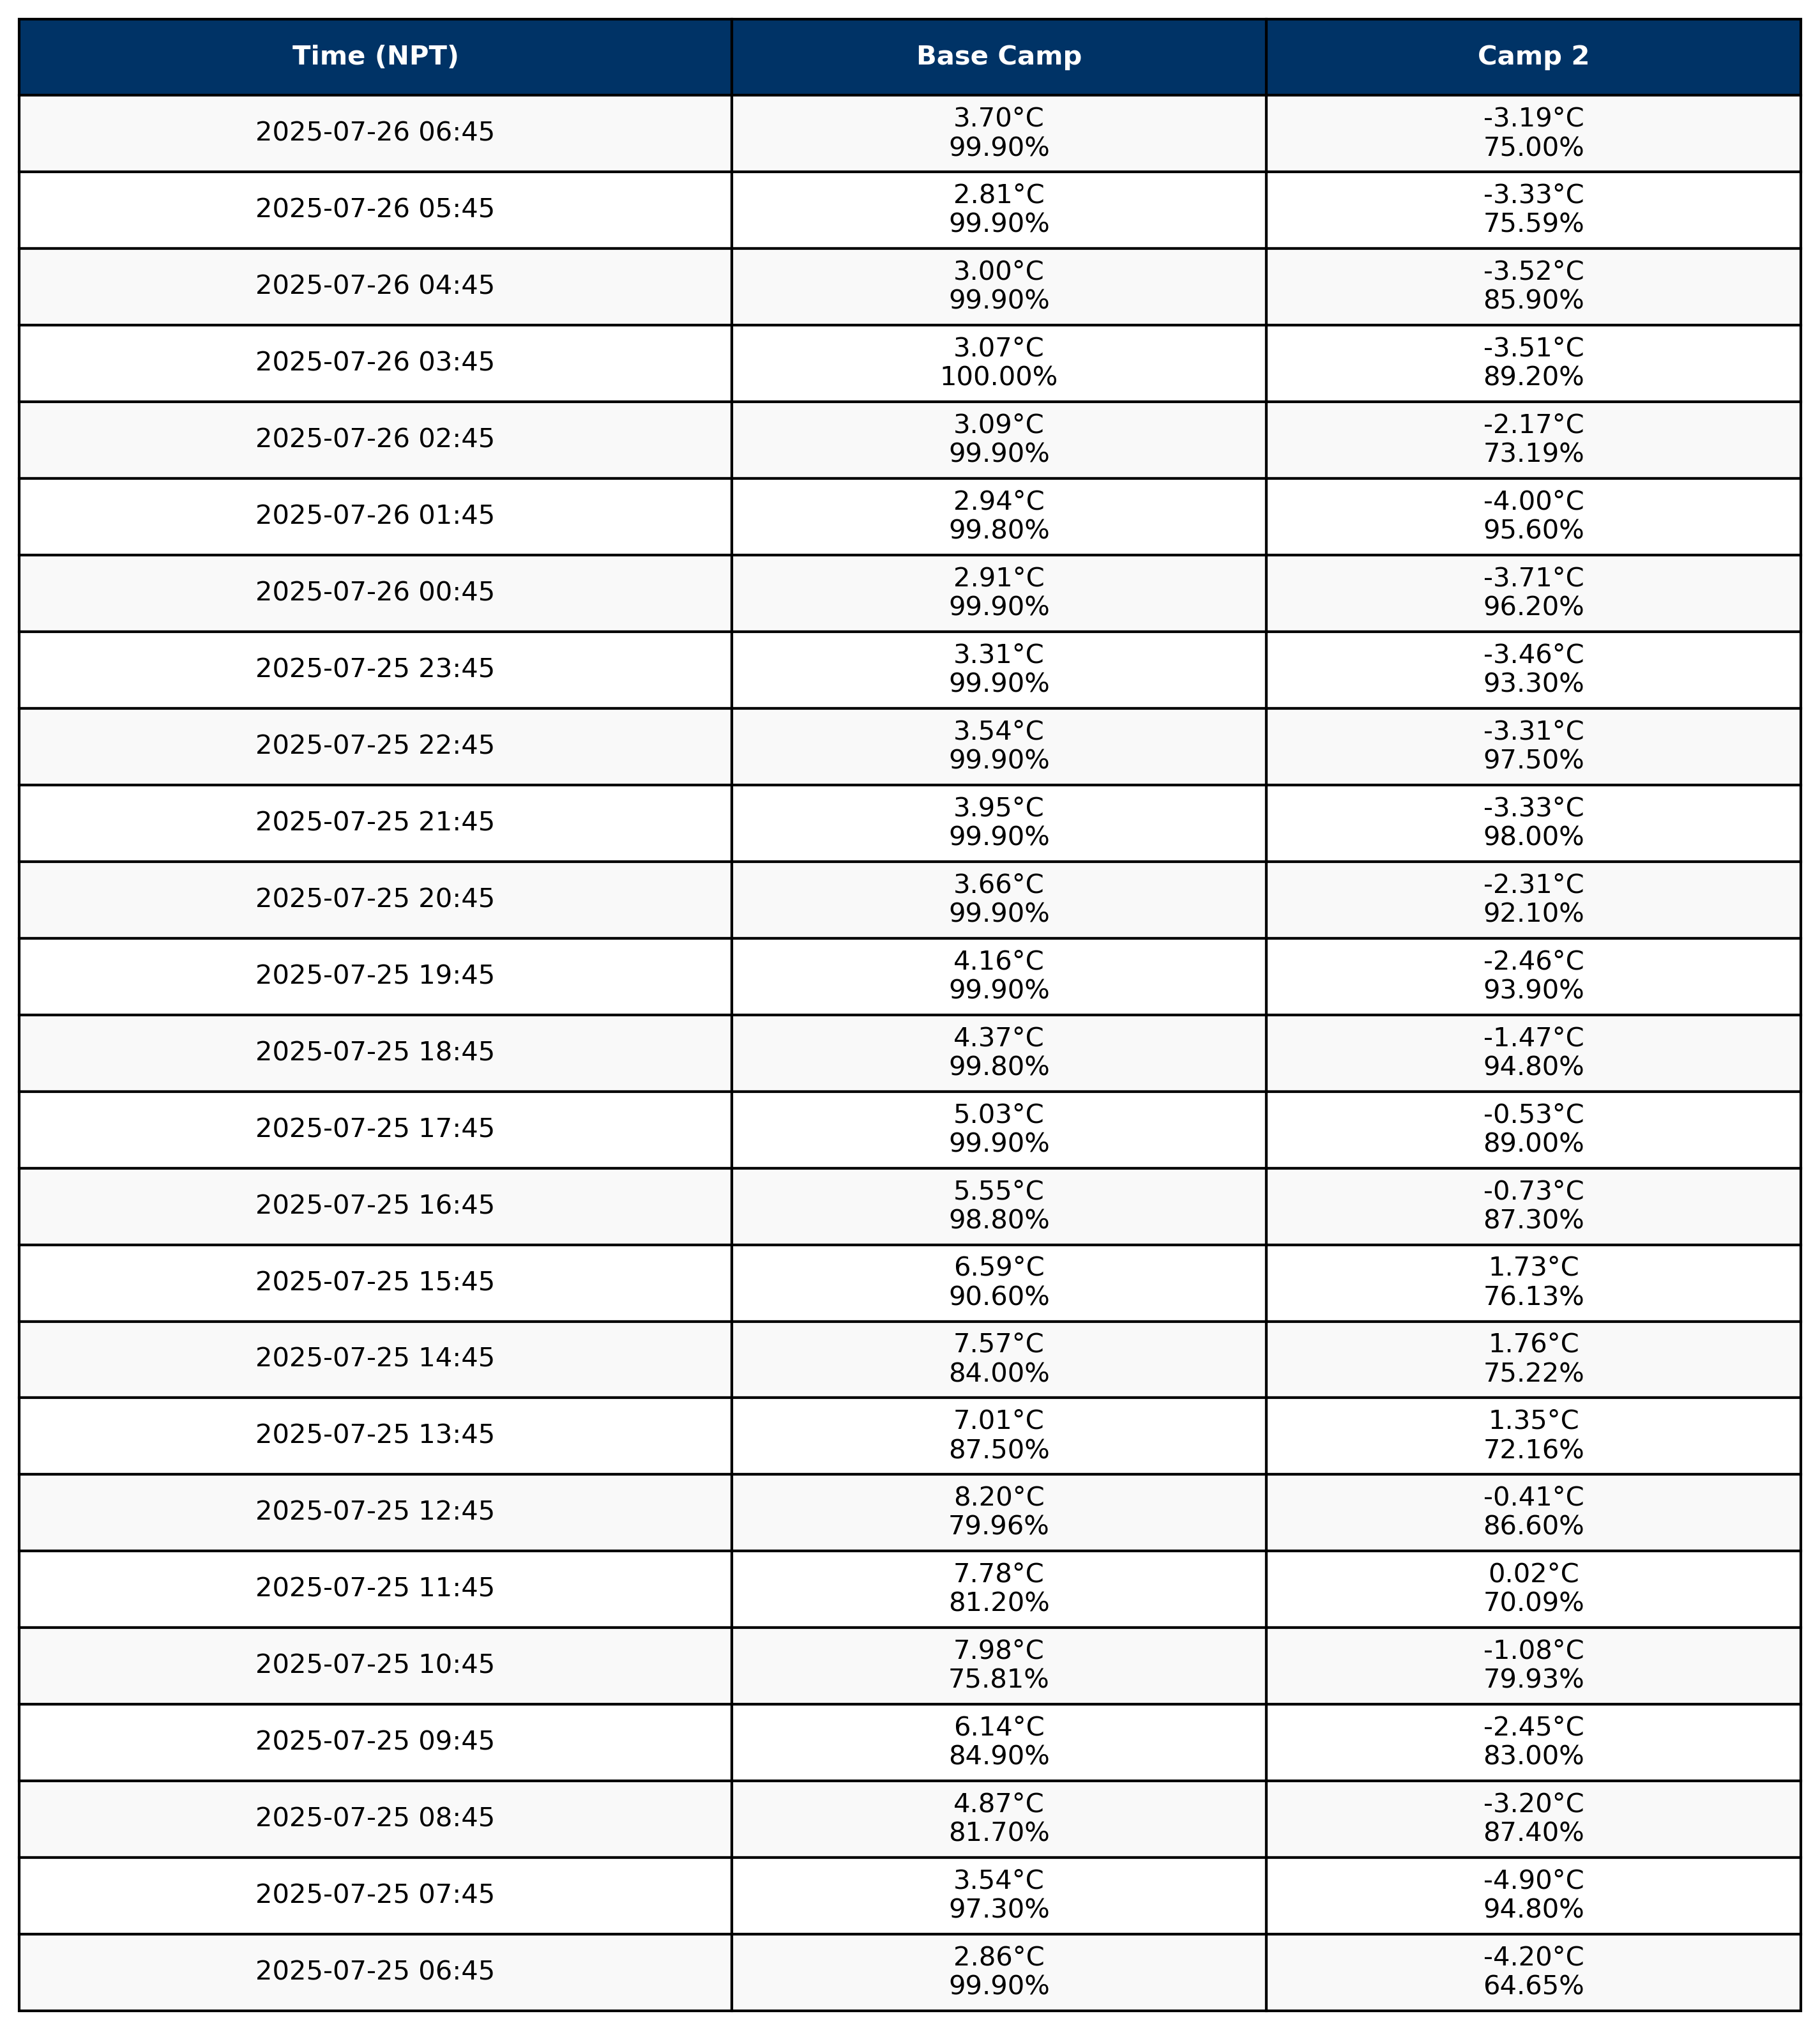 Time (NPT) Base Camp Camp 2
2025-07-26 06:45 3.70°C -3.19°C
99.90% 75.00%
2025-07-26 05:45 2.81°C -3.33°C
99.90% 75.59%
2025-07-26 04:45 3.00°C -3.52°C
99.90% 85.90%
2025-07-26 03:45 3.07°C -3.51°C
100.00% 89.20%
2025-07-26 02:45 3.09°C -2.17°C
99.90% 73.19%
2025-07-26 01:45 2.94°C -4.00°C
99.80% 95.60%
2025-07-26 00:45 2.91°C -3.71°C
99.90% 96.20%
2025-07-25 23:45 3.31°C -3.46°C
99.90% 93.30%
2025-07-25 22:45 3.54°C -3.31°C
99.90% 97.50%
2025-07-25 21:45 3.95°C -3.33°C
99.90% 98.00%
2025-07-25 20:45 3.66°C -2.31°C
99.90% 92.10%
2025-07-25 19:45 4.16°C -2.46°C
99.90% 93.90%
2025-07-25 18:45 4.37°C -1.47°C
99.80% 94.80%
2025-07-25 17:45 5.03°C -0.53°C
99.90% 89.00%
2025-07-25 16:45 5.55°C -0.73°C
98.80% 87.30%
2025-07-25 15:45 6.59°C 1.73°C
90.60% 76.13%
2025-07-25 14:45 7.57°C 1.76°C
84.00% 75.22%
2025-07-25 13:45 7.01°C 1.35°C
87.50% 72.16%
2025-07-25 12:45 8.20°C -0.41°C
79.96% 86.60%
2025-07-25 11:45 7.78°C 0.02°C
81.20% 70.09%
2025-07-25 10:45 7.98°C -1.08°C
75.81% 79.93%
2025-07-25 09:45 6.14°C -2.45°C
84.90% 83.00%
2025-07-25 08:45 4.87°C -3.20°C
81.70% 87.40%
2025-07-25 07:45 3.54°C -4.90°C
97.30% 94.80%
2025-07-25 06:45 2.86°C -4.20°C
99.90% 64.65%